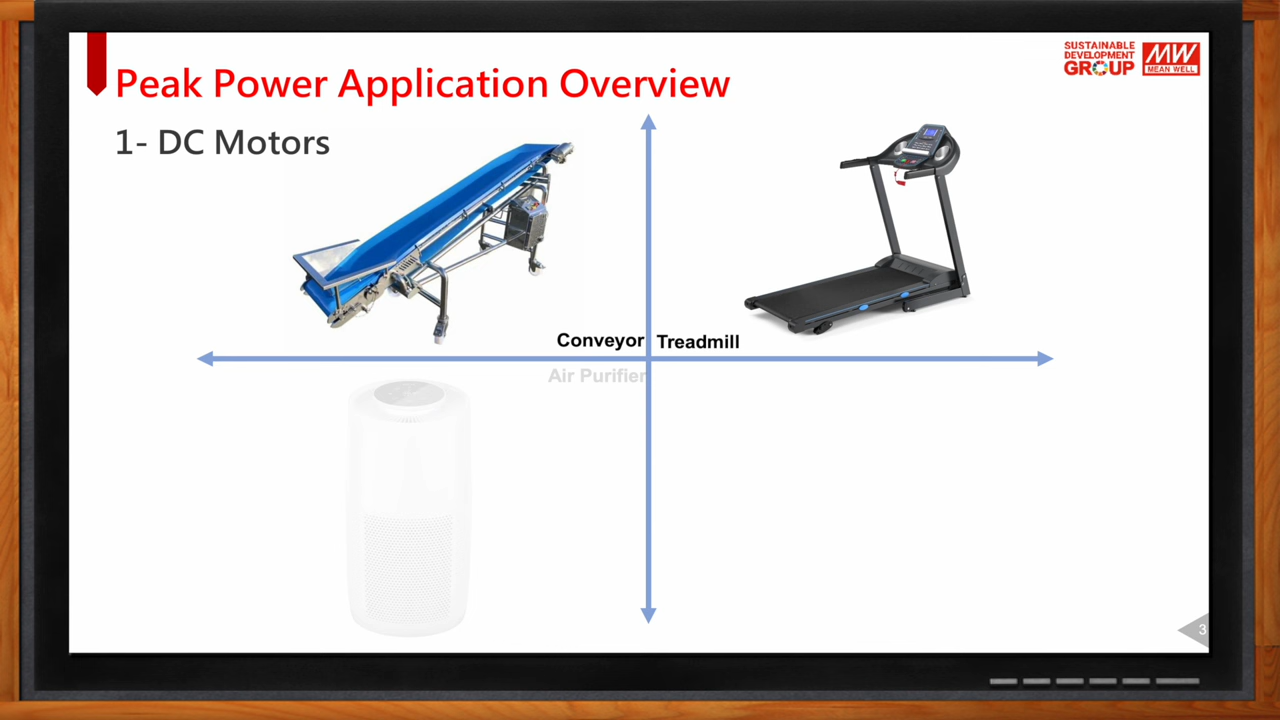 Peak Power Application Overview
SUSTAINABLE
DEVELOPMENT
GROUP
MW
MEAN WELL
1- DC Motors
Conveyor
Treadmill
Air Purifier
3